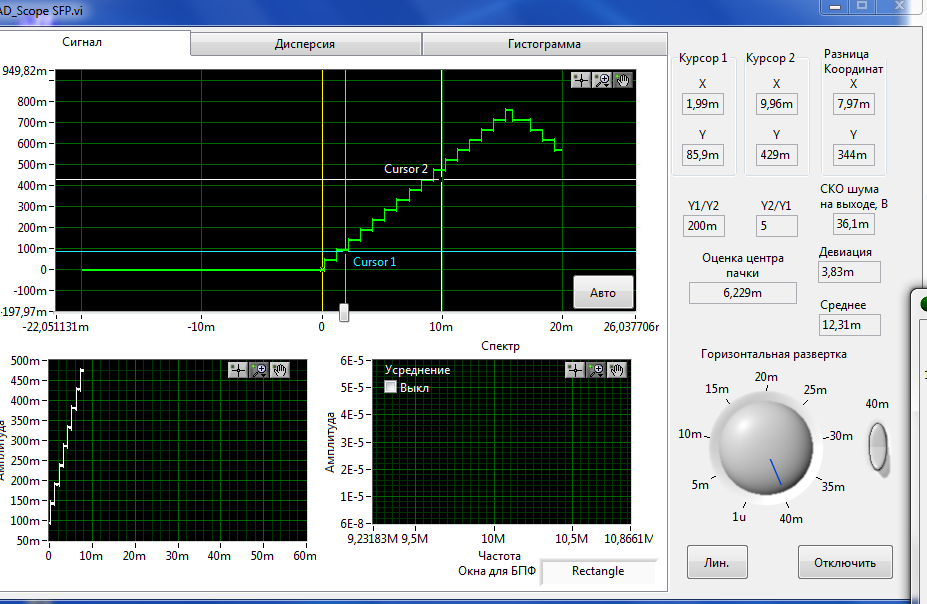 AD_Scope SFP.vi
Сигнал
Дисперсия
Гистограмма
949,82m
800m
700m
600m
500m
400m
300m
200m
100m
0
-100m
-197,97m
Cursor 2
Cursor 1
Авто
-22,051131m
-10m
0
10m
20m
26,037706m
Курсор 1
Курсор 2
Разница
Координат
X
X
X
1,99m
9,96m
7,97m
Y
Y
Y
85,9m
429m
344m
Y1/Y2
Y2/Y1
СКО шума
на выходе, В
200m
5
36,1m
Оценка центра
пачки
6,229m
Девиация
3,83m
Среднее
12,31m
Горизонтальная развертка
1u
5m
10m
15m
20m
25m
30m
35m
40m
40m
Лин.
Отключить
500m
450m
400m
350m
300m
250m
200m
150m
100m
50m
Амплитуда
0
10m
20m
30m
40m
50m
60m
Спектр
Усреднение
Выкл
6E-5
5E-5
4E-5
3E-5
2E-5
1E-5
6E-8
Амплитуда
9,23183M
9,5M
10M
10,5M
10,8661M
Частота
Окна для БПФ
Rectangle